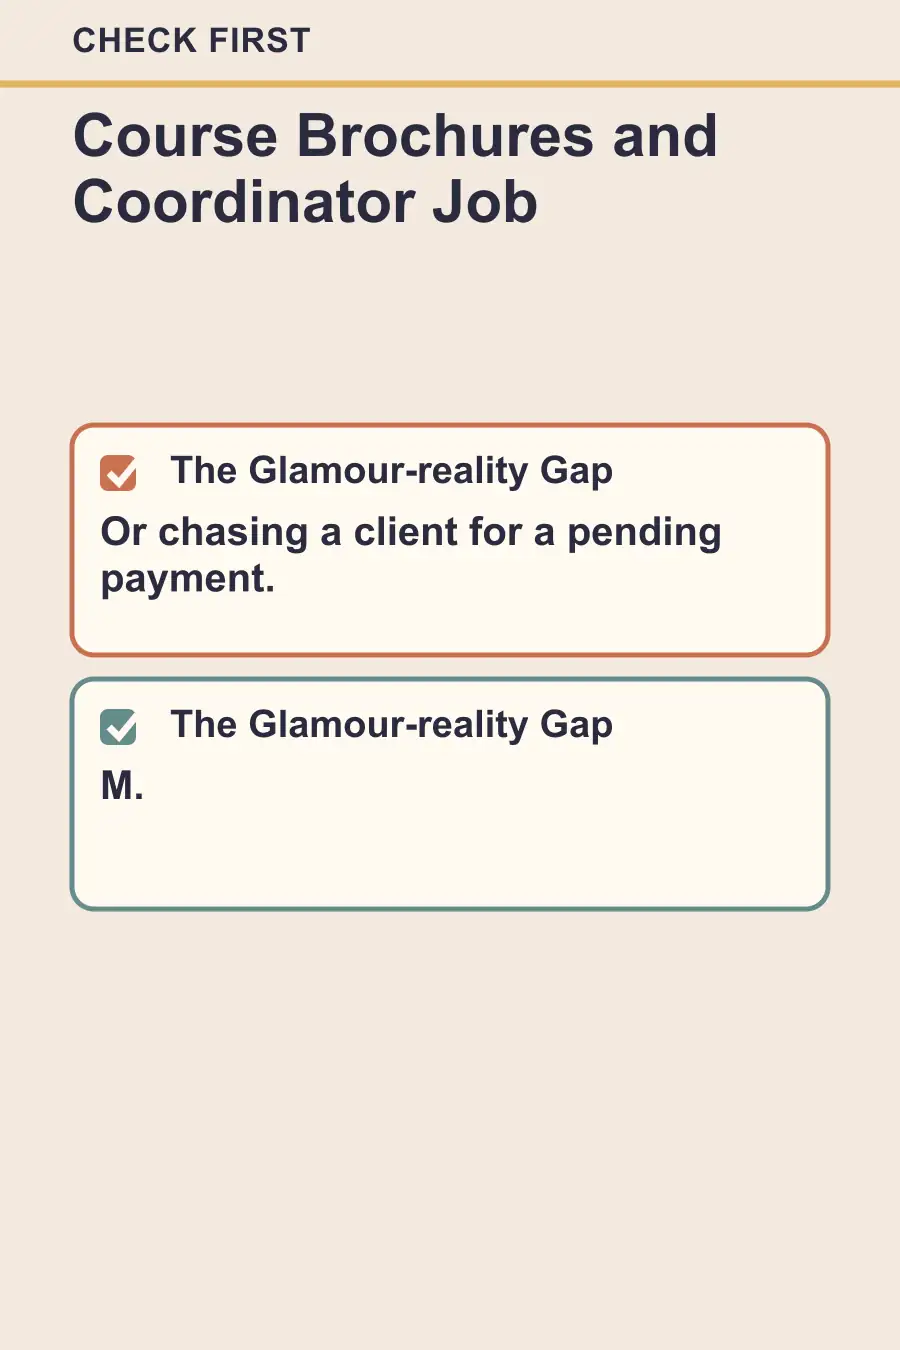 CHECK FIRST
Course Brochures and
Coordinator Job
The Glamour-reality Gap
Or chasing a client for a pending
payment.
The Glamour-reality Gap
M.